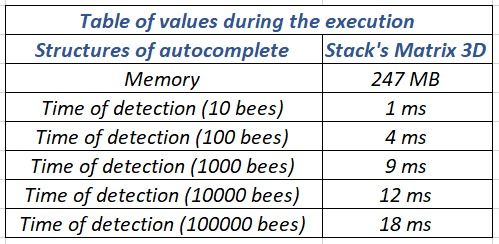 Table of values during the execution
Structures of autocomplete Stack's Matrix 3D
Memory 247 MB
Time of detection (10 bees) 1 ms
Time of detection (100 bees) 4 ms
Time of detection (1000 bees) 9 ms
Time of detection (10000 bees) 12 ms
Time of detection (100000 bees) 18 ms